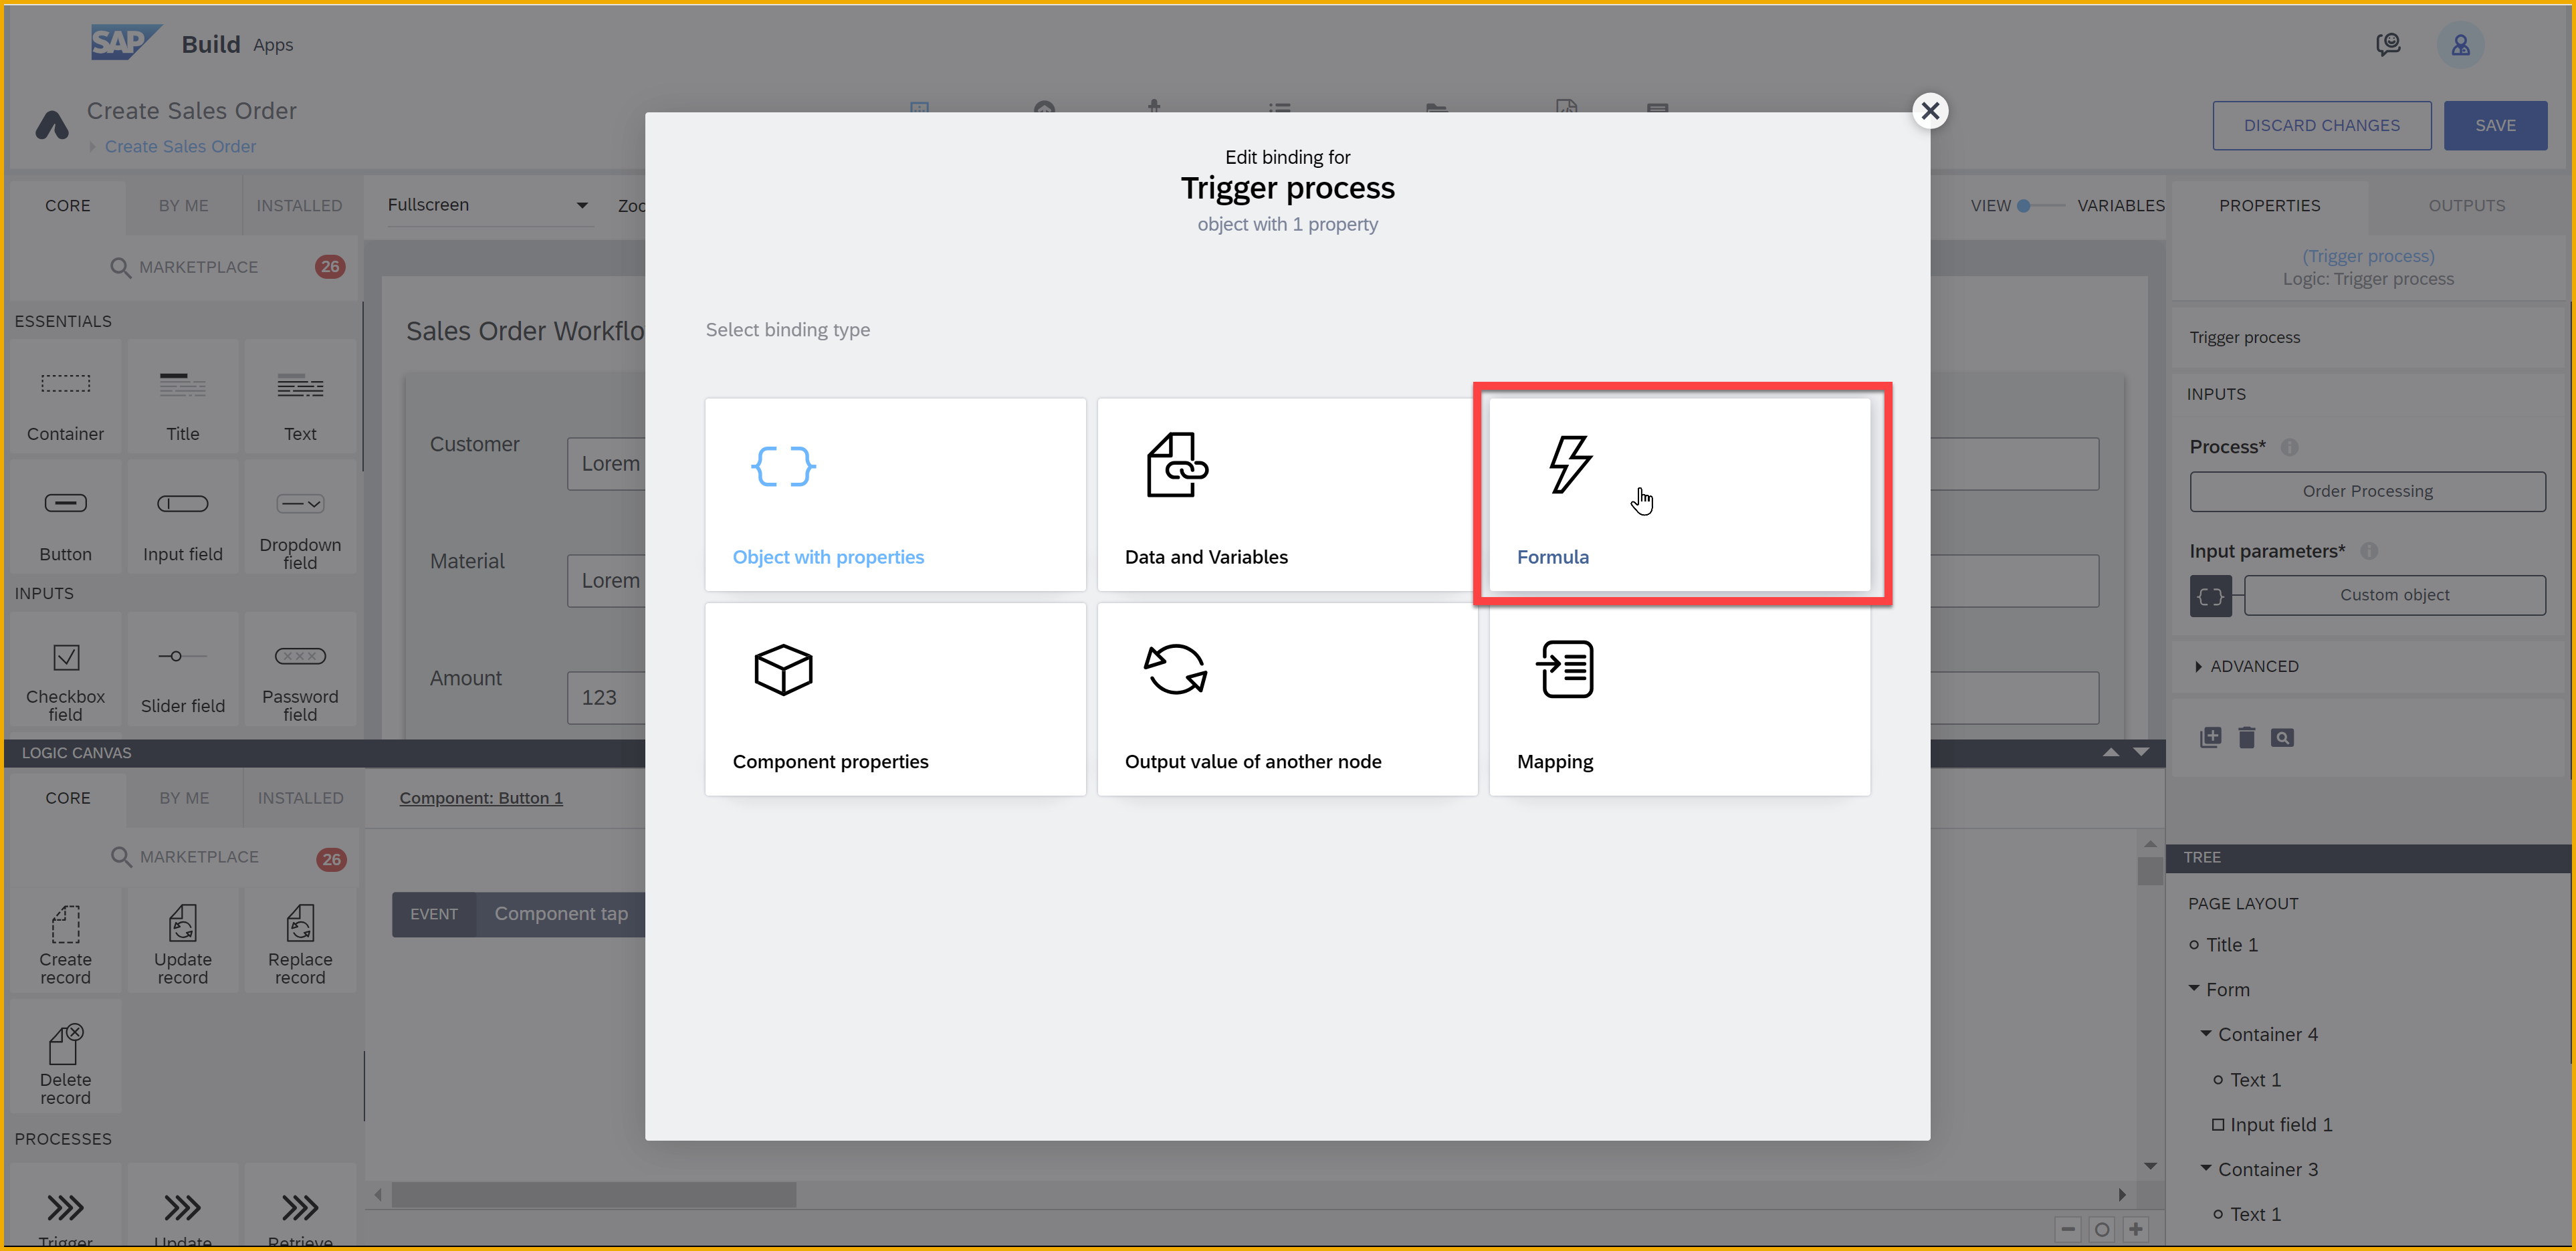 SAP Build Apps
Create Sales Order
Create Sales Order
DISCARD CHANGES
SAVE
CORE
BY ME
INSTALLED
MARKETPLACE
26
ESSENTIALS
Container
Title
Text
Button
Input field
Dropdown
field
INPUTS
Checkbox
field
Slider field
Password
field
Fullscreen
Zoo
VIEW
VARIABLES
Sales Order Workflo
Customer
Lorem
Material
Lorem
Amount
123
Edit binding for
Trigger process
object with 1 property
Select binding type
Object with properties
Data and Variables
Formula
Component properties
Output value of another node
Mapping
PROPERTIES
OUTPUTS
(Trigger process)
Logic: Trigger process
Trigger process
INPUTS
Process*
Order Processing
Input parameters*
Custom object
ADVANCED
LOGIC CANVAS
CORE
BY ME
INSTALLED
MARKETPLACE
26
Create
record
Update
record
Replace
record
Delete
record
PROCESSES
Trigger
Update
Retrieve
Component: Button 1
EVENT
Component tap
TREE
PAGE LAYOUT
Title 1
Form
Container 4
Text 1
Input field 1
Container 3
Text 1